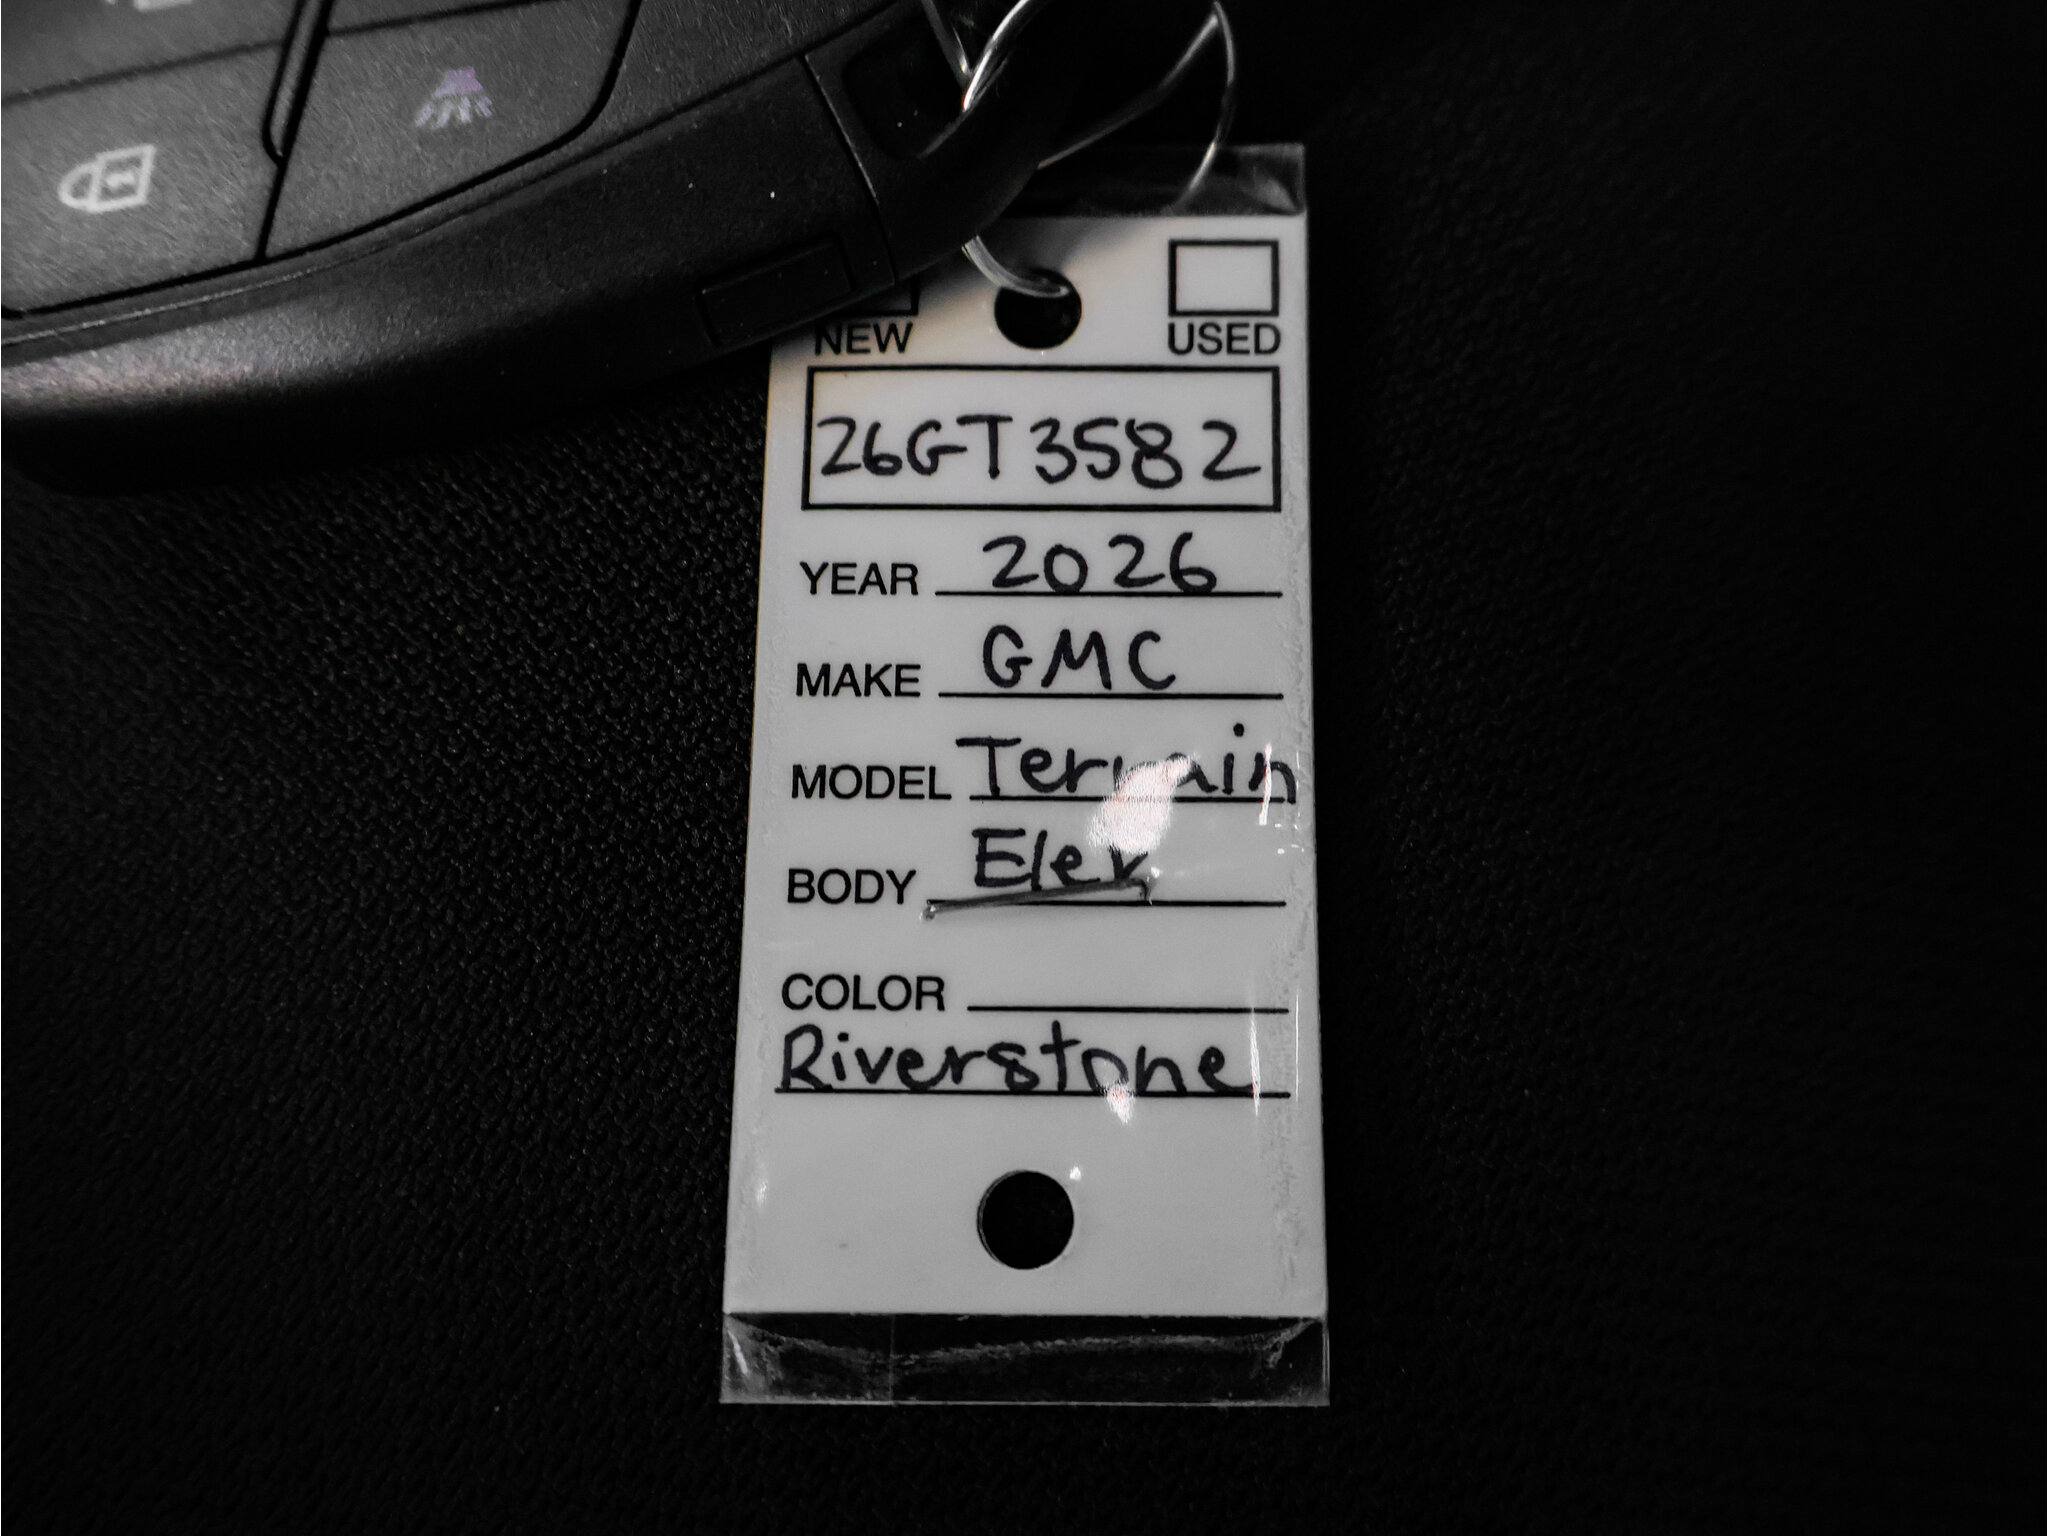 NEW USED
26GT3582
YEAR 2026
MAKE GMC
MODEL Terrain
BODY Elev
COLOR
Riverstone